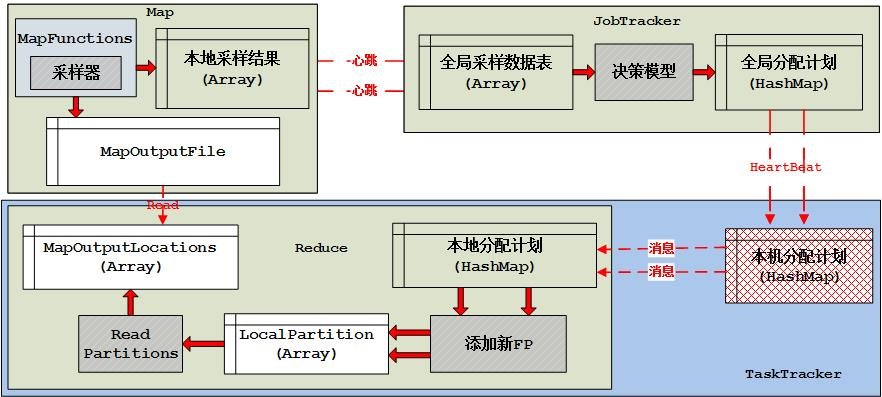 Map
MapFunctions
采样器
本地采样结果
(Array)
MapOutputFile
-心跳
-心跳
JobTracker
全局采样数据表
(Array)
决策模型
全局分配计划
(HashMap)
Read
HeartBeat
MapOutputLocations
(Array)
Reduce
本地分配计划
(HashMap)
消息
消息
本机分配计划
(HashMap)
Read
Partitions
LocalPartition
(Array)
添加新FP
TaskTracker